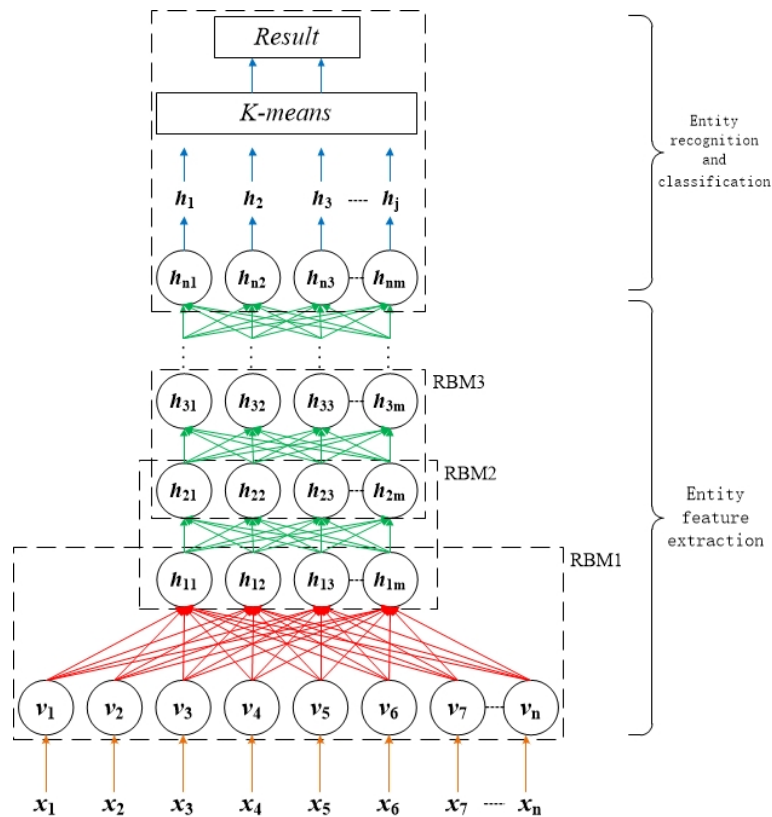 Result
K-means
Entity
recognition
and
classification
h1 h2 h3 ---- hj
hn1 hn2 hn3 hnm
RBM3
h31 h32 h33 h3m
RBM2
h21 h22 h23 h2m
Entity
feature
extraction
RBM1
h11 h12 h13 h1m
v1 v2 v3 v4 v5 v6 v7 vn
x1 x2 x3 x4 x5 x6 x7 ---- xn